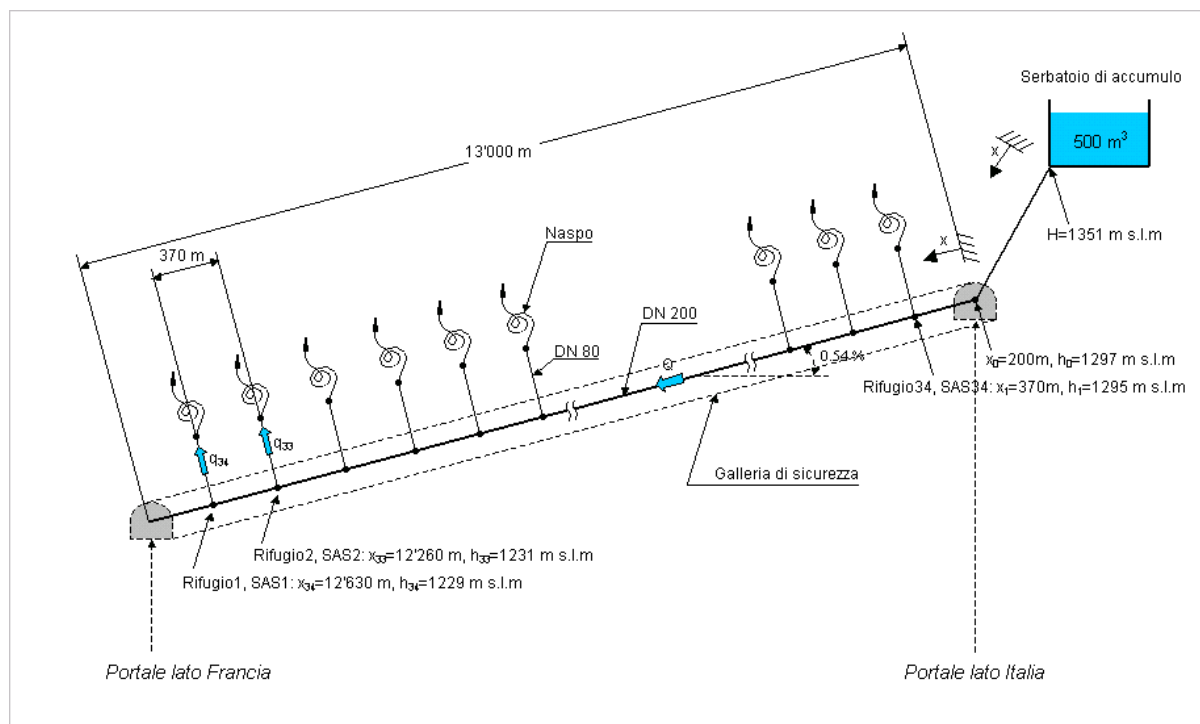 Serbatoio di accumulo
500 m³
13'000 m
x
H=1351 m s.l.m
Naspo
370 m
x
DN 200
DN 80
0.54%
Q
x₀=200m, h₀=1297 m s.l.m
Rifugio34, SAS34: x₁=370m, h₁=1295 m s.l.m
q₃₃
q₃₄
Galleria di sicurezza
Rifugio2, SAS2: x₃₃=12'260 m, h₃₃=1231 m s.l.m
Rifugio1, SAS1: x₃₄=12'630 m, h₃₄=1229 m s.l.m
Portale lato Francia
Portale lato Italia